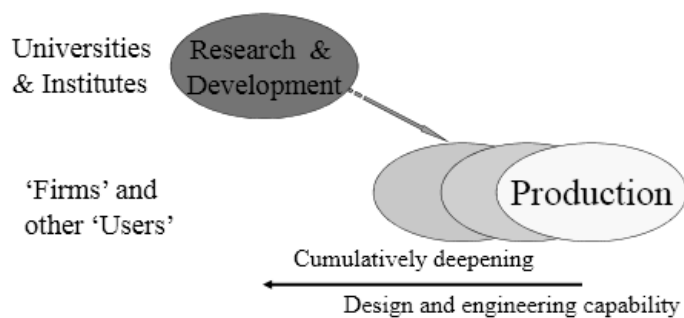 Universities
& Institutes
Research &
Development
‘Firms’ and
other ‘Users’
Production
Cumulatively deepening
Design and engineering capability